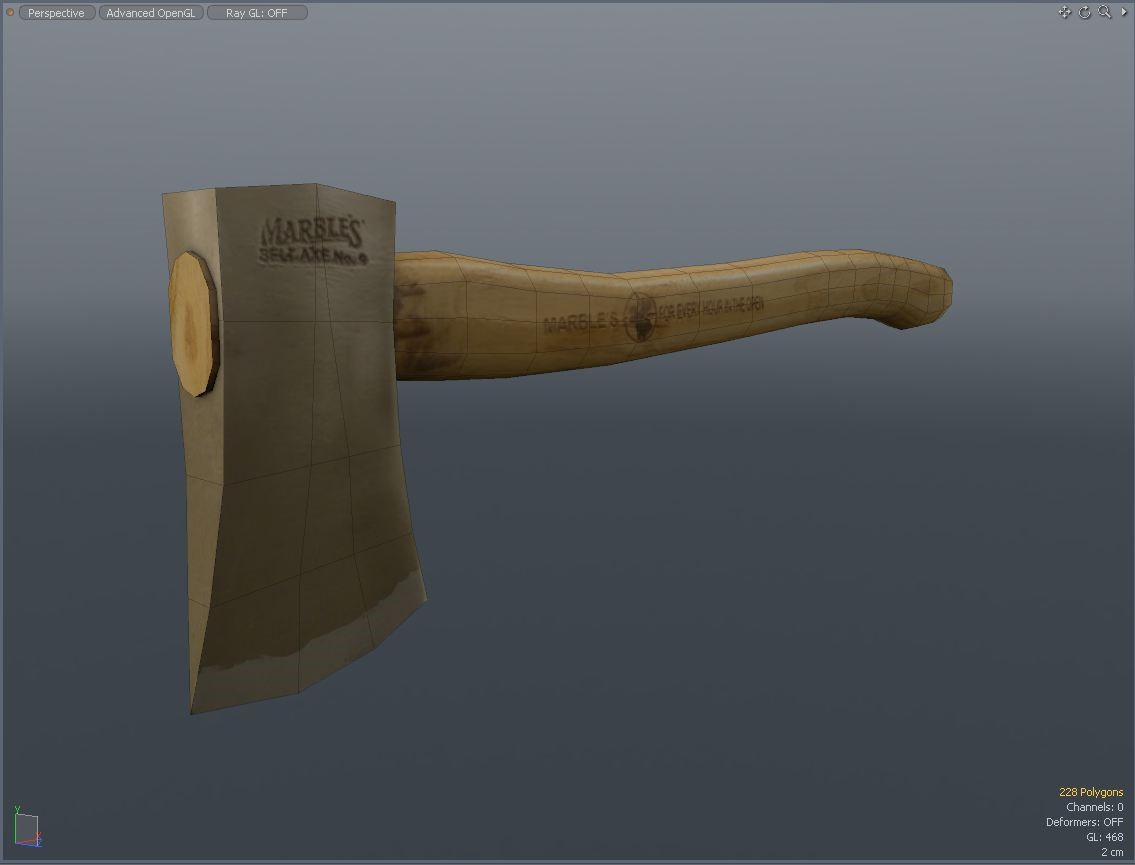 Perspective Advanced OpenGL Ray GL: OFF
MARBLE'S
BELT AXE No. 9
MARBLE'S FOR EVERY HOUR IN THE OPEN
Y
228 Polygons
Channels: 0
Deformers: OFF
GL: 468
2 cm